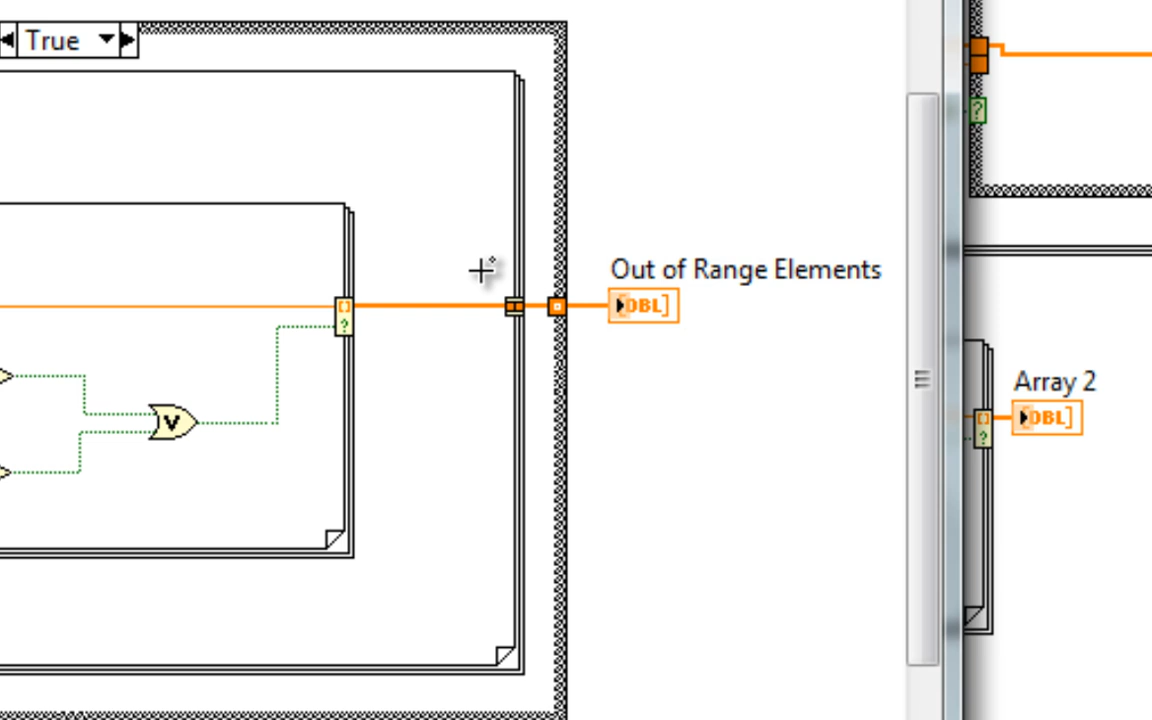 True
?
Out of Range Elements
DBL]
[]
?
V
Array 2
DBL]
[]
?